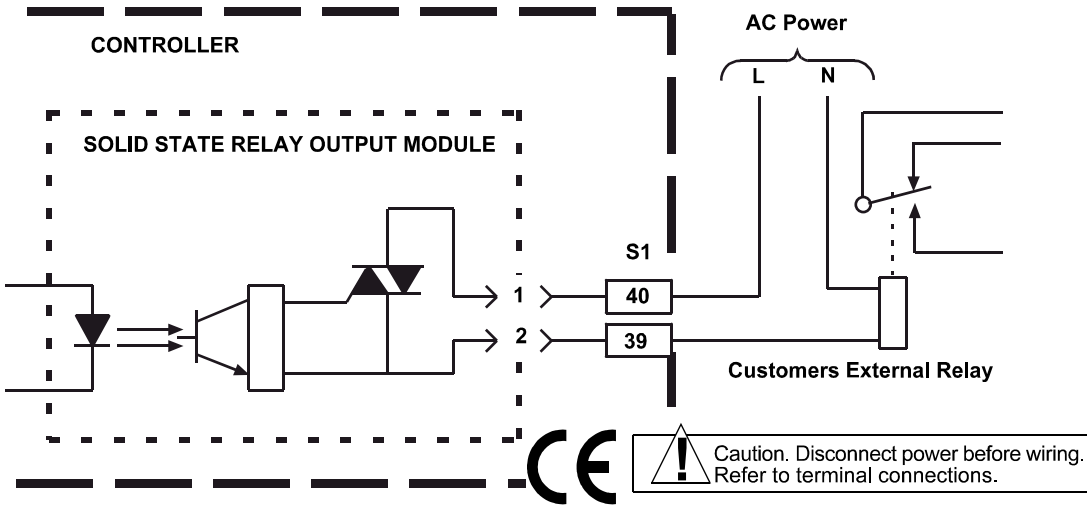 AC Power
CONTROLLER
L N
SOLID STATE RELAY OUTPUT MODULE
S1
1
40
2
39
Customers External Relay
CE
! Caution. Disconnect power before wiring.
Refer to terminal connections.